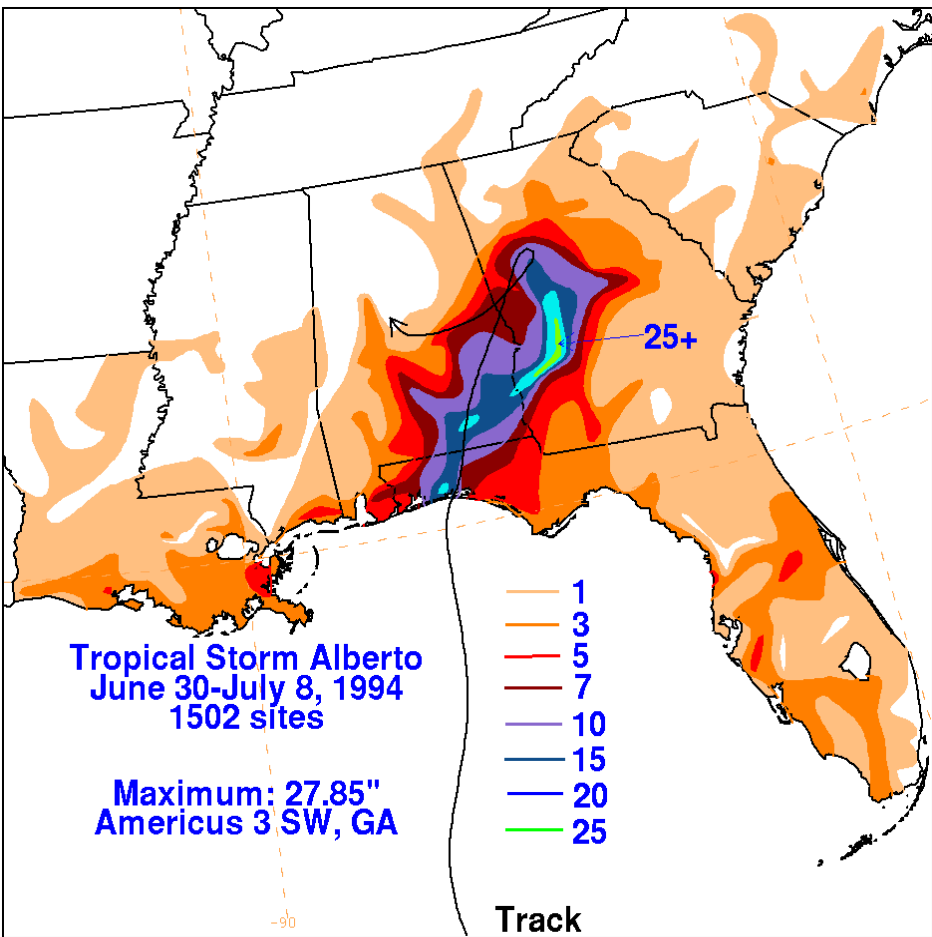 25+
1
3
5
7
10
15
20
25
Tropical Storm Alberto
June 30-July 8, 1994
1502 sites
Maximum: 27.85"
Americus 3 SW, GA
-90
Track